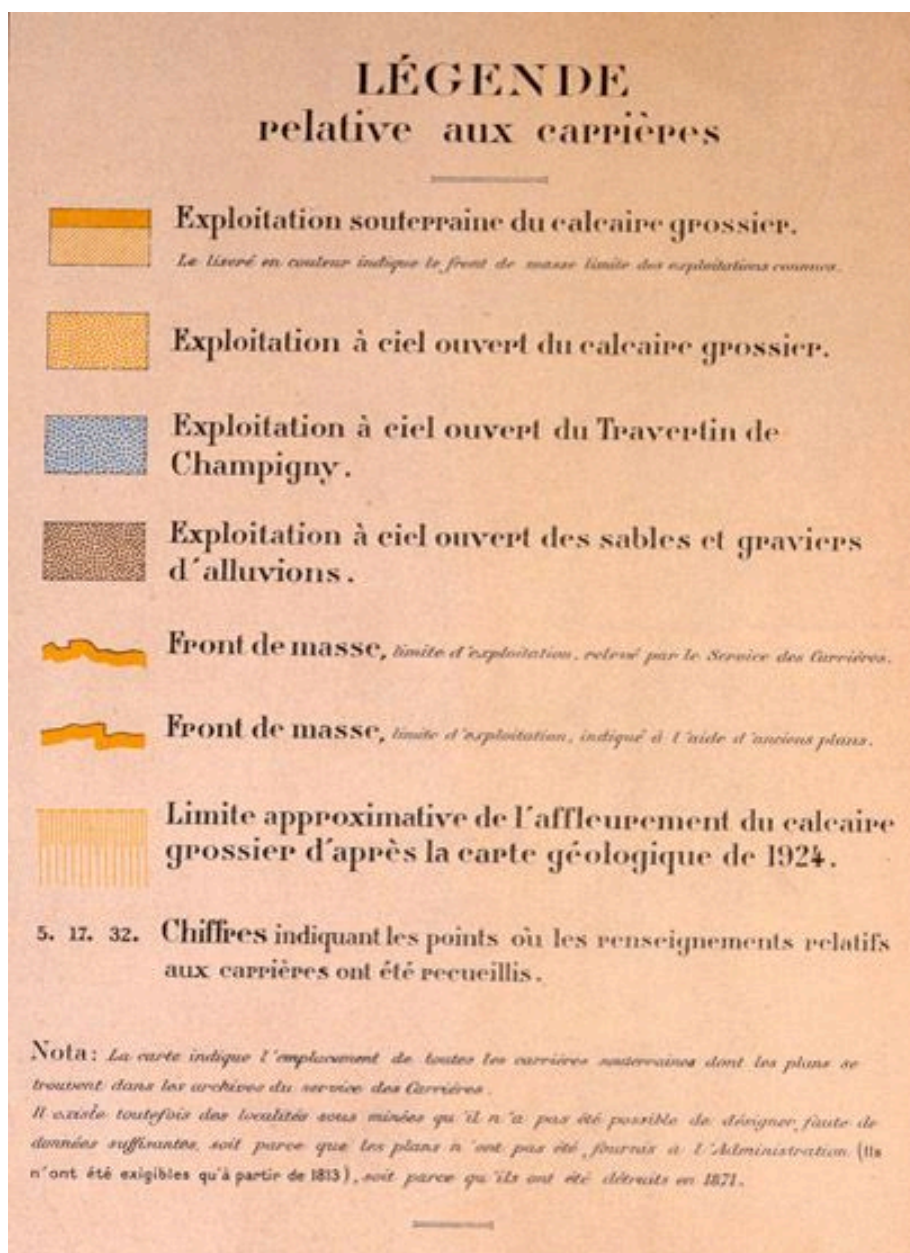 LÉGENDE
relative aux carrières
Exploitation souterraine du calcaire grossier.
Le liseré en couleur indique le front de masse limite des exploitations connues.
Exploitation à ciel ouvert du calcaire grossier.
Exploitation à ciel ouvert du Travertin de
Champigny.
Exploitation à ciel ouvert des sables et graviers
d'alluvions.
Front de masse, limite d'exploitation, relevé par le Service des Carrières.
Front de masse, limite d'exploitation, indiqué à l'aide d'anciens plans.
Limite approximative de l'affleurement du calcaire
grossier d'après la carte géologique de 1924.
5. 17. 32. Chiffres indiquant les points où les renseignements relatifs
aux carrières ont été recueillis.
Nota: La carte indique l'emplacement de toutes les carrières souterraines dont les plans se
trouvent dans les archives du service des Carrières.
Il existe toutefois des localités sous minées qu'il n'a pas été possible de désigner, faute de
données suffisantes, soit parce que les plans n'ont pas été fournis à l'Administration (Ils
n'ont été exigibles qu'à partir de 1813), soit parce qu'ils ont été détruits en 1871.